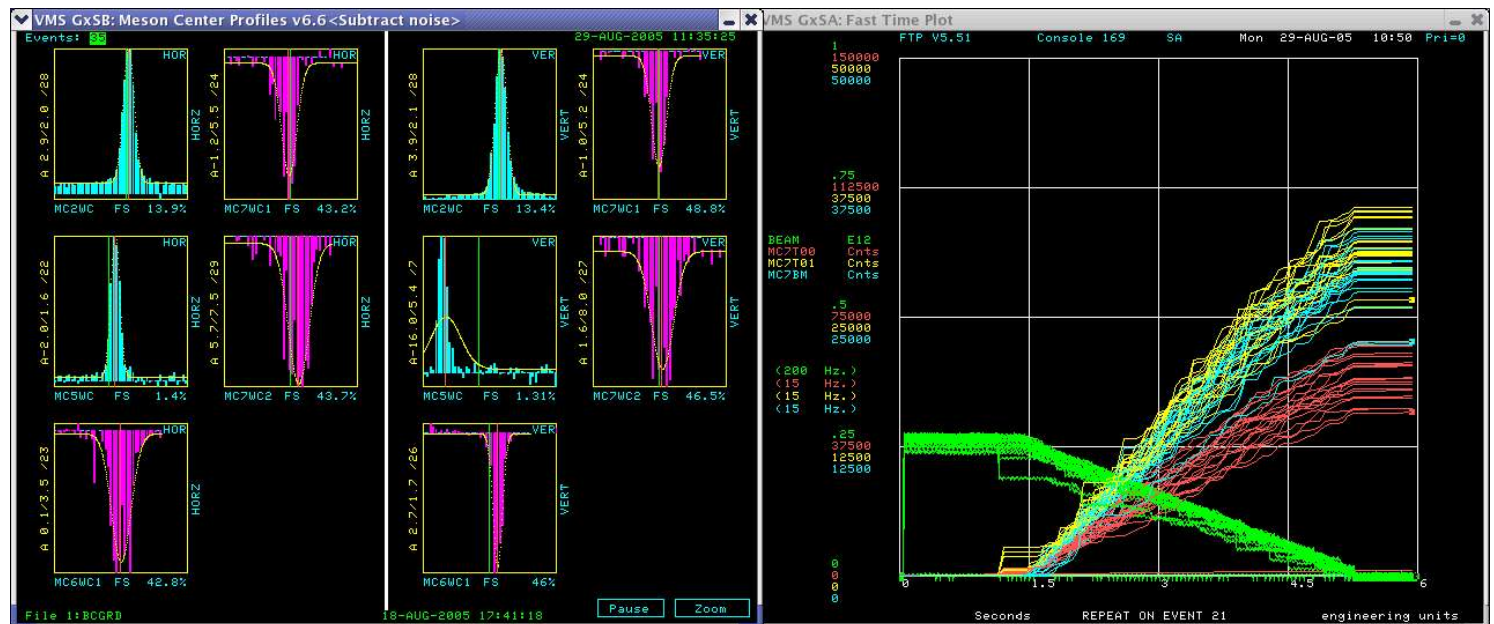 VMS GxSB: Meson Center Profiles v6.6<Subtract noise>
Events: 35
29-AUG-2005 11:35:25
HOR
A 2.9/2.0 /28
HORZ
MC2WC FS 13.9%
HOR
A-1.2/5.5 /24
HORZ
MC7WC1 FS 43.2%
VER
A 3.9/2.1 /28
VERT
MC2WC FS 13.4%
VER
A-1.0/5.2 /24
VERT
MC7WC1 FS 48.8%
HOR
A-2.0/1.6 /22
HORZ
MC5WC FS 1.4%
HOR
A 5.7/7.5 /29
HORZ
MC7WC2 FS 43.7%
VER
A-16.0/5.4 /7
VERT
MC5WC FS 1.31%
VER
A 1.6/8.0 /27
VERT
MC7WC2 FS 46.5%
HOR
A 0.1/3.5 /23
HORZ
MC6WC1 FS 42.8%
VER
A 2.7/1.7 /26
VERT
MC6WC1 FS 46%
Pause Zoom
File 1:BCGRD
18-AUG-2005 17:41:18
VMS GxSA: Fast Time Plot
FTP V5.51 Console 169 SA Mon 29-AUG-05 10:50 Pri=0
1
150000
50000
50000
.75
112500
37500
37500
BEAM E12
MC7T00 Cnts
MC7T01 Cnts
MC7BM Cnts
.5
75000
25000
25000
(200 Hz.)
(15 Hz.)
(15 Hz.)
(15 Hz.)
.25
37500
12500
12500
0
0
0
0
0 1.5 3 4.5 6
Seconds REPEAT ON EVENT 21 engineering units